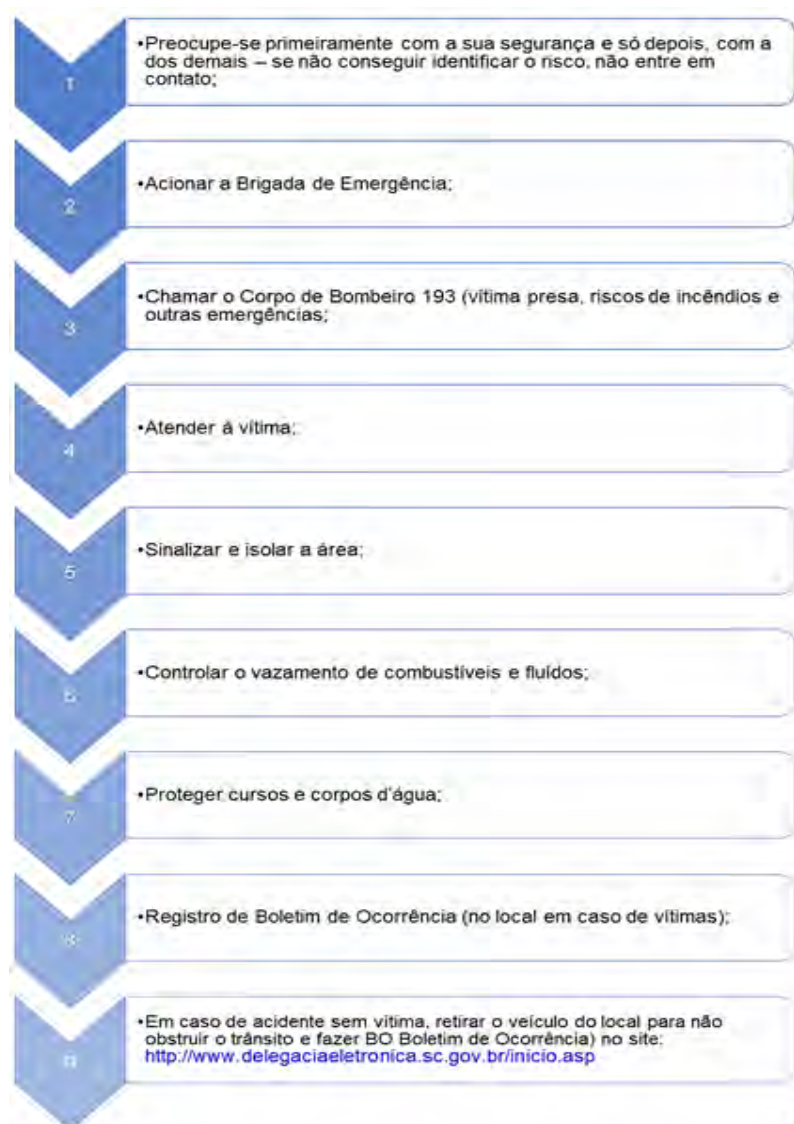 1
•Preocupe-se primeiramente com a sua segurança e só depois, com a
dos demais – se não conseguir identificar o risco, não entre em
contato;
2
•Acionar a Brigada de Emergência;
3
•Chamar o Corpo de Bombeiro 193 (vítima presa, riscos de incêndios e
outras emergências;
4
•Atender à vítima;
5
•Sinalizar e isolar a área;
6
•Controlar o vazamento de combustíveis e fluídos;
7
•Proteger cursos e corpos d'água;
8
•Registro de Boletim de Ocorrência (no local em caso de vítimas);
9
•Em caso de acidente sem vítima, retirar o veículo do local para não
obstruir o trânsito e fazer BO Boletim de Ocorrência) no site:
http://www.delegaciaeletronica.sc.gov.br/inicio.asp